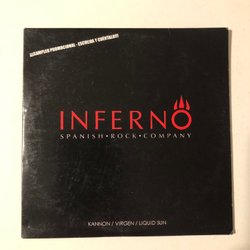 ¡¡EJEMPLAR PROMOCIONAL - ESCUCHA Y CUÉNTALO!!
INFERNO
SPANISH•ROCK•COMPANY
KANNON / VIRGEN / LIQUID SUN